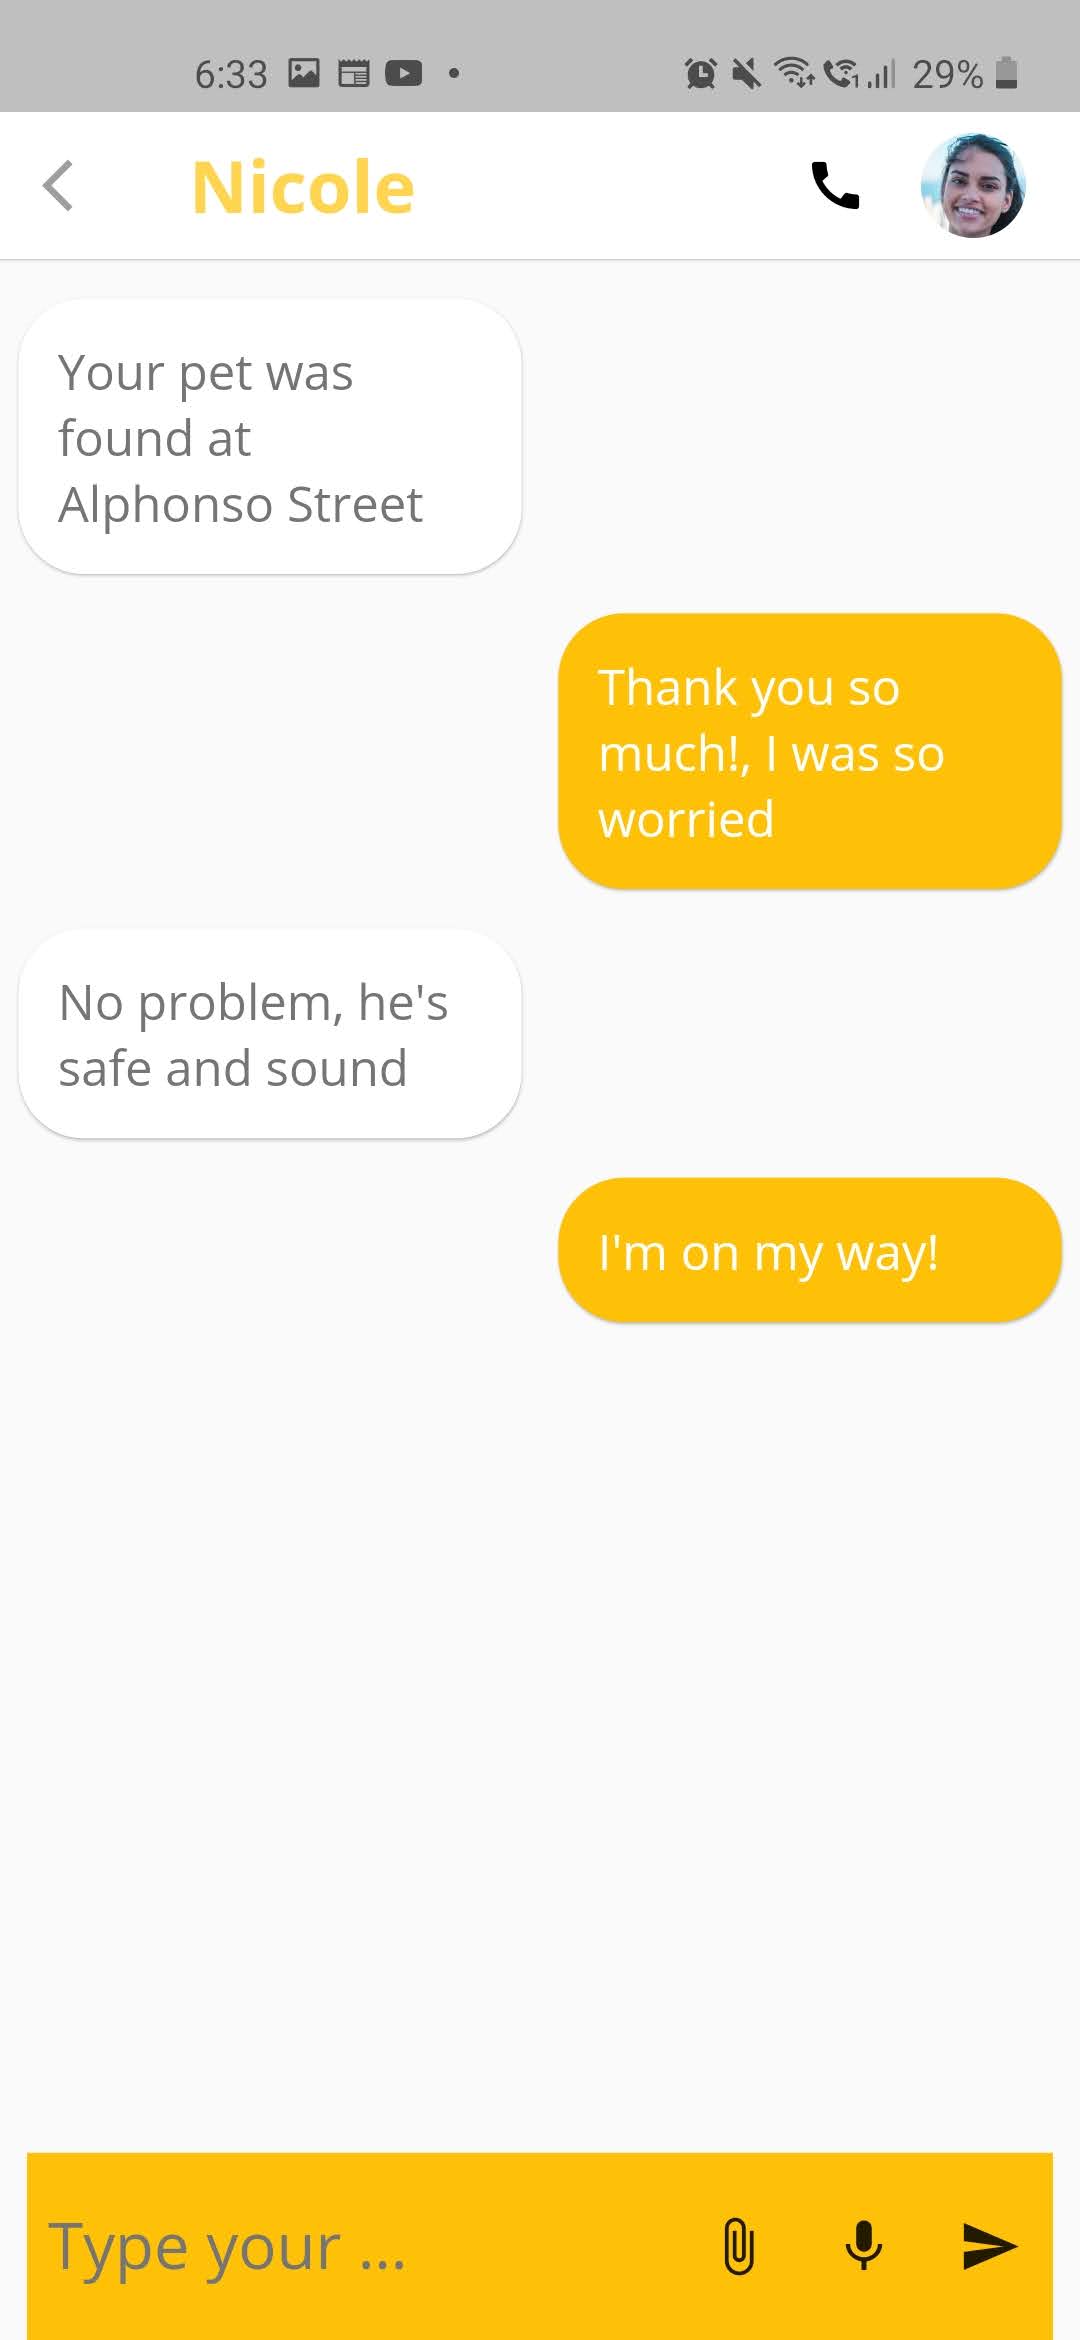 6:33
29%
Nicole
Your pet was
found at
Alphonso Street
Thank you so
much!, I was so
worried
No problem, he's
safe and sound
I'm on my way!
Type your ...